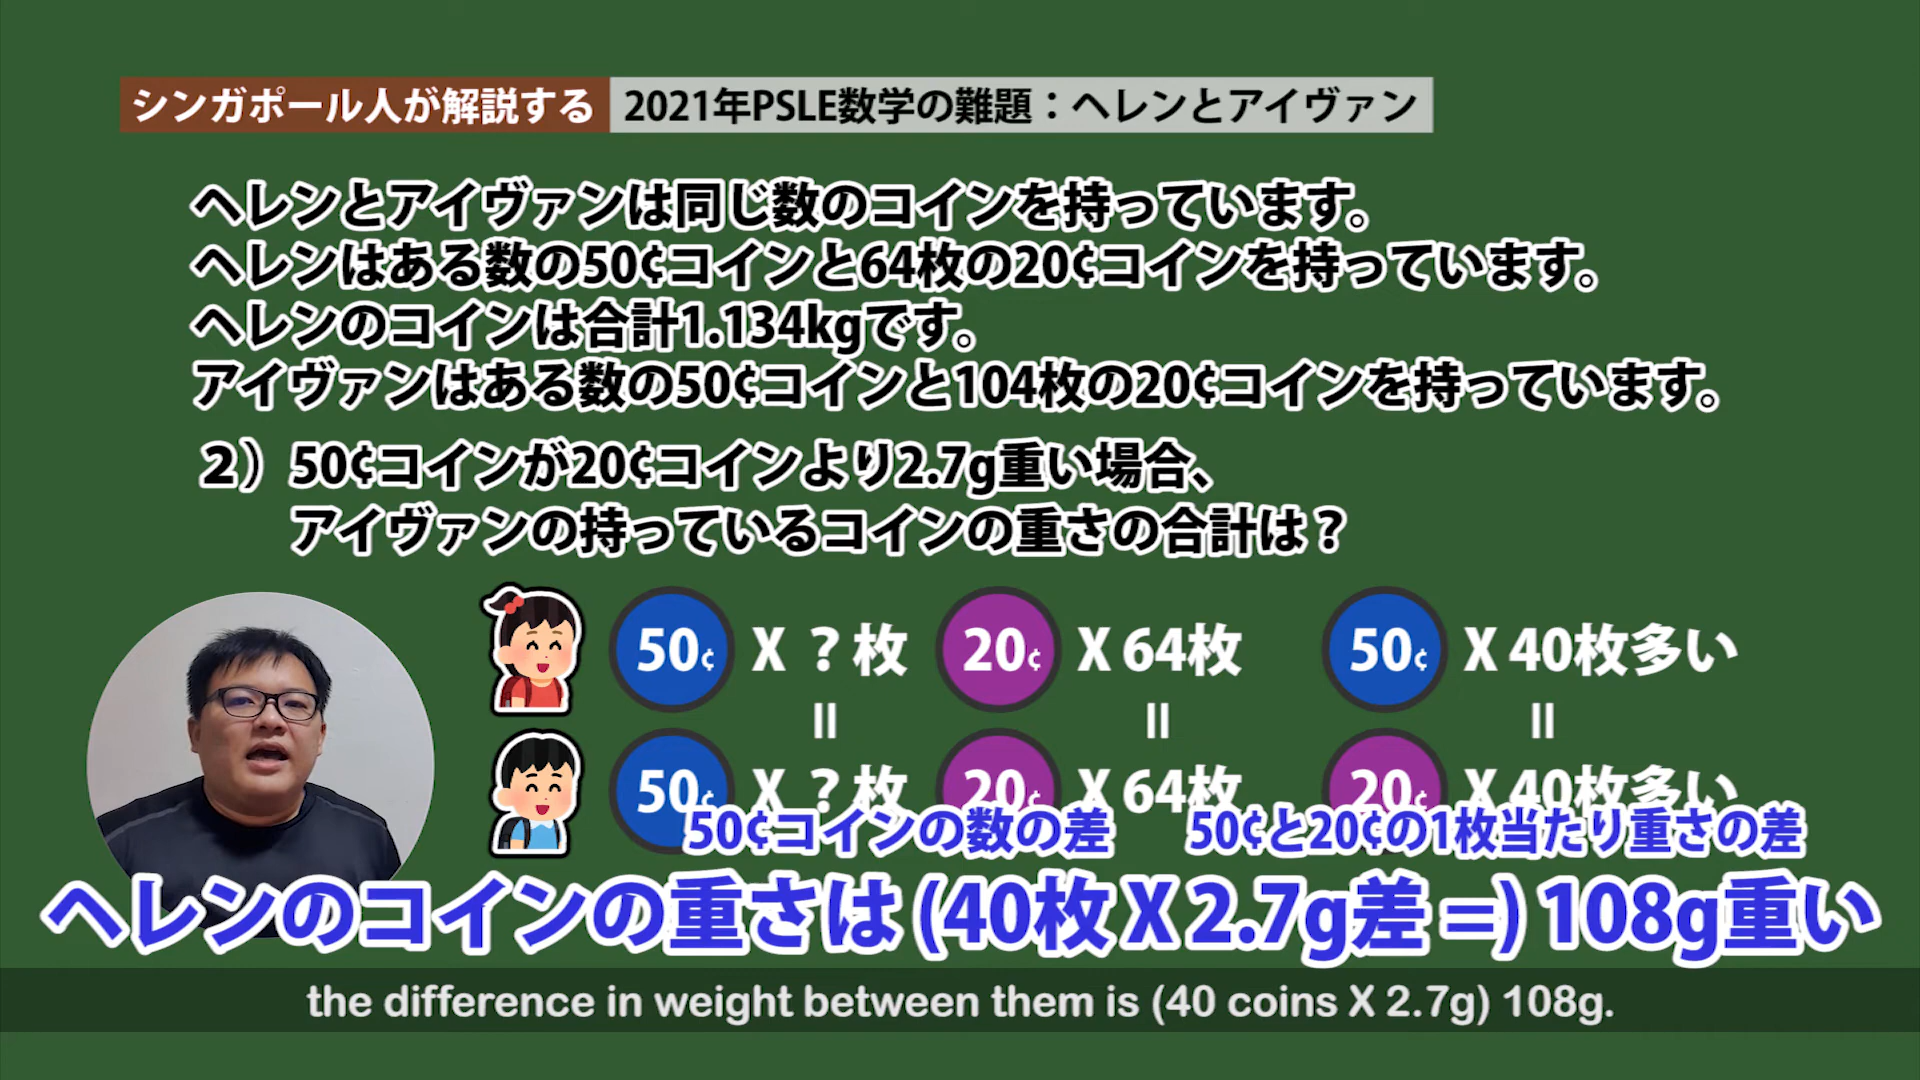 シンガポール人が解説する 2021年PSLE数学の難題：ヘレンとアイヴァン
ヘレンとアイヴァンは同じ数のコインを持っています。
ヘレンはある数の50¢コインと64枚の20¢コインを持っています。
ヘレンのコインは合計1.134kgです。
アイヴァンはある数の50¢コインと104枚の20¢コインを持っています。
２）50¢コインが20¢コインより2.7g重い場合、
アイヴァンの持っているコインの重さの合計は？
50¢ X ？枚 20¢ X 64枚 50¢ X 40枚多い
= = =
50¢ X ？枚 20¢ X 64枚 20¢ X 40枚多い
50¢コインの数の差 50¢と20¢の1枚当たり重さの差
ヘレンのコインの重さは (40枚 X 2.7g差 =) 108g重い
the difference in weight between them is (40 coins X 2.7g) 108g.